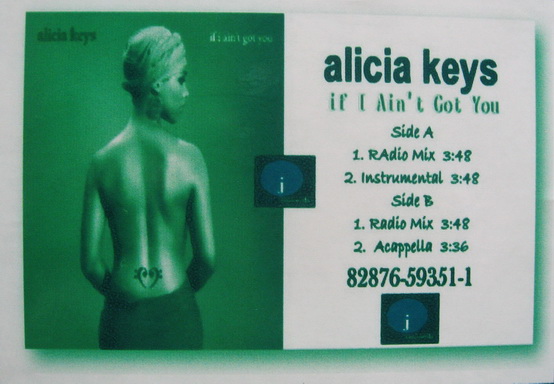 alicia keys
if i ain't got you
alicia keys
if I Ain't Got You
Side A
1. RAdio Mix 3:48
2. Instrumental 3:48
Side B
1. Radio Mix 3:48
2. Acappella 3:36
82876-59351-1
j
j